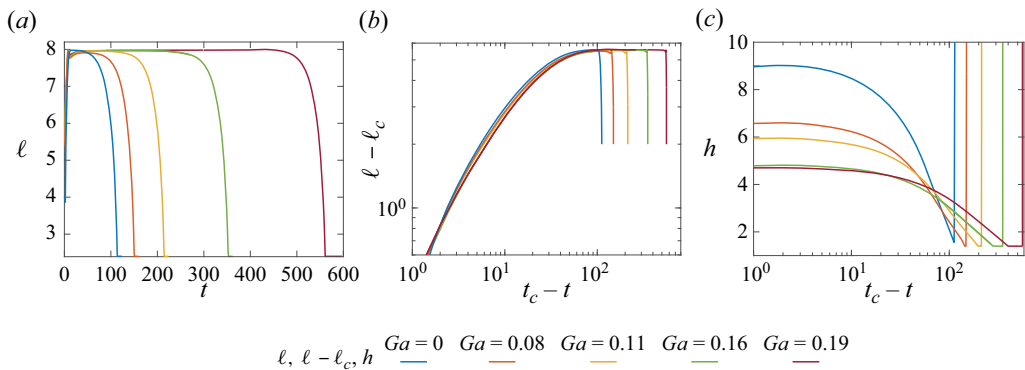 (a)
(b)
(c)
8
7
6
5
4
3
ℓ
0 100 200 300 400 500 600
t
ℓ − ℓc
10⁰
10⁰ 10¹ 10²
tc − t
10
8
6
4
2
h
10⁰ 10¹ 10²
tc − t
ℓ, ℓ − ℓc, h Ga = 0 Ga = 0.08 Ga = 0.11 Ga = 0.16 Ga = 0.19